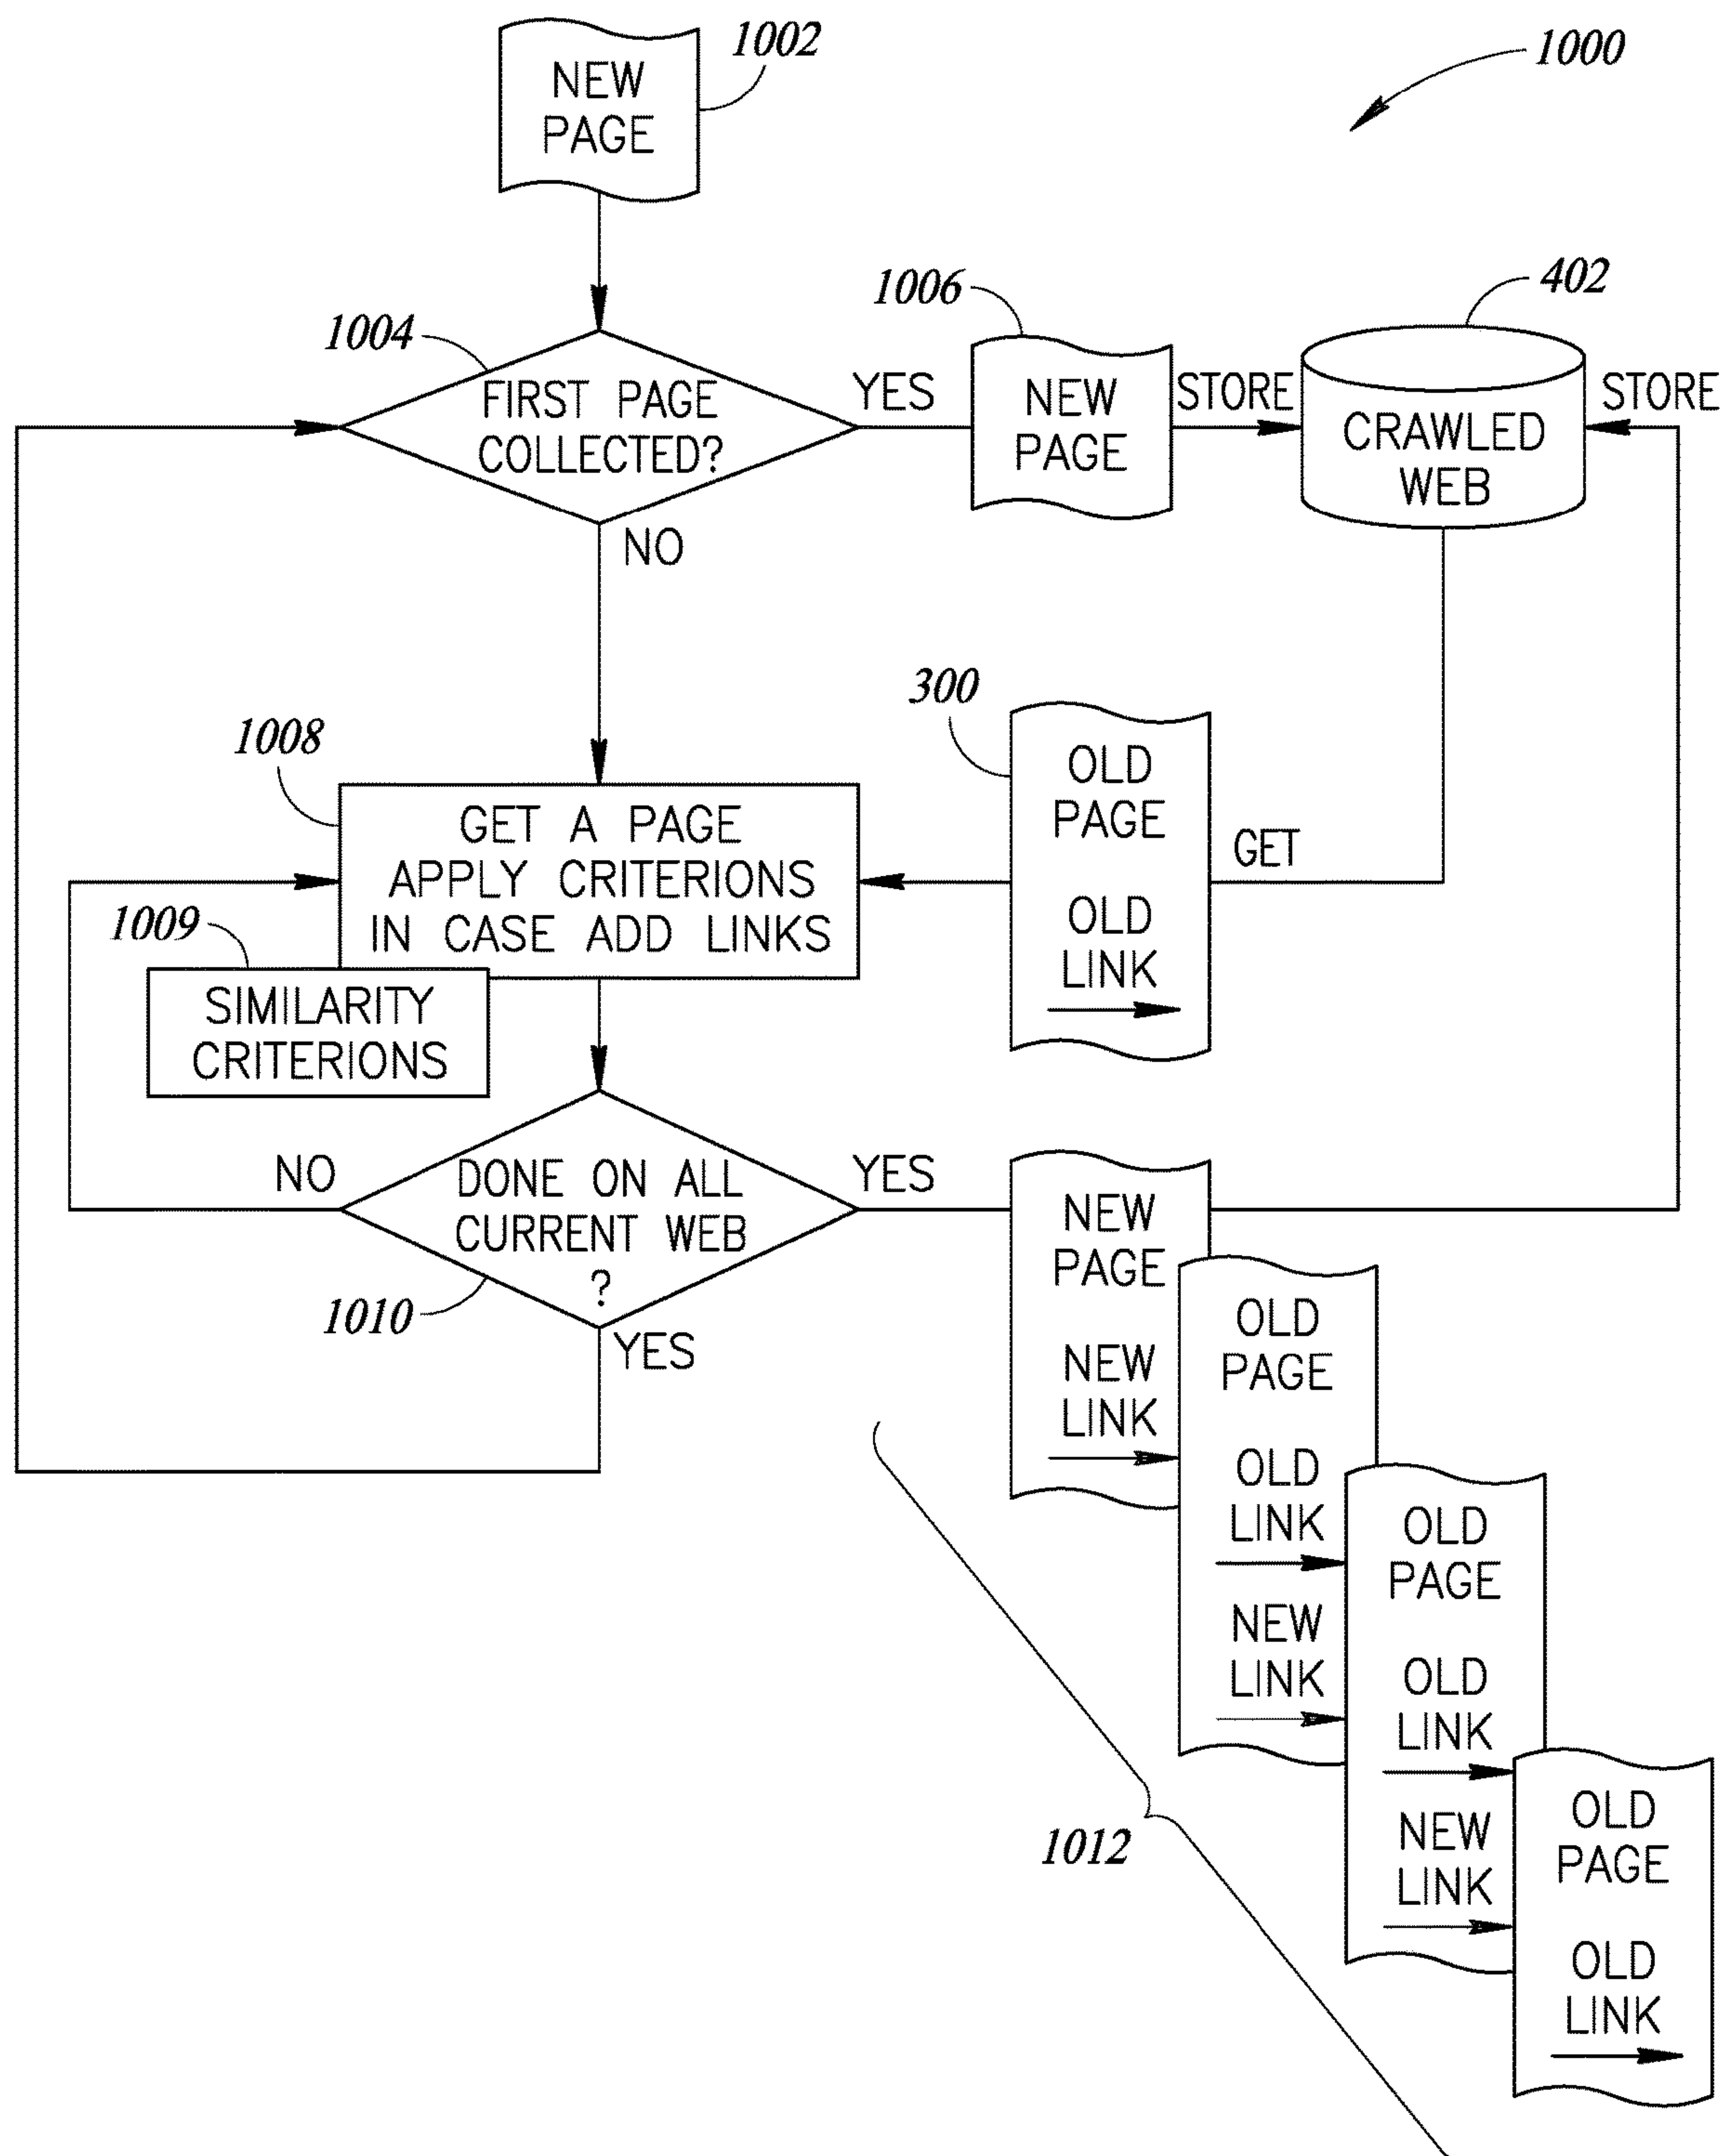 1002
NEW
PAGE
1000
1004
FIRST PAGE
COLLECTED?
YES
NO
1006
NEW
PAGE
STORE
402
CRAWLED
WEB
STORE
300
OLD
PAGE
OLD
LINK
GET
1008
GET A PAGE
APPLY CRITERIONS
IN CASE ADD LINKS
1009
SIMILARITY
CRITERIONS
NO
DONE ON ALL
CURRENT WEB
?
YES
1010
YES
NEW
PAGE
NEW
LINK
OLD
PAGE
OLD
LINK
NEW
LINK
OLD
PAGE
OLD
LINK
NEW
LINK
OLD
PAGE
OLD
LINK
1012